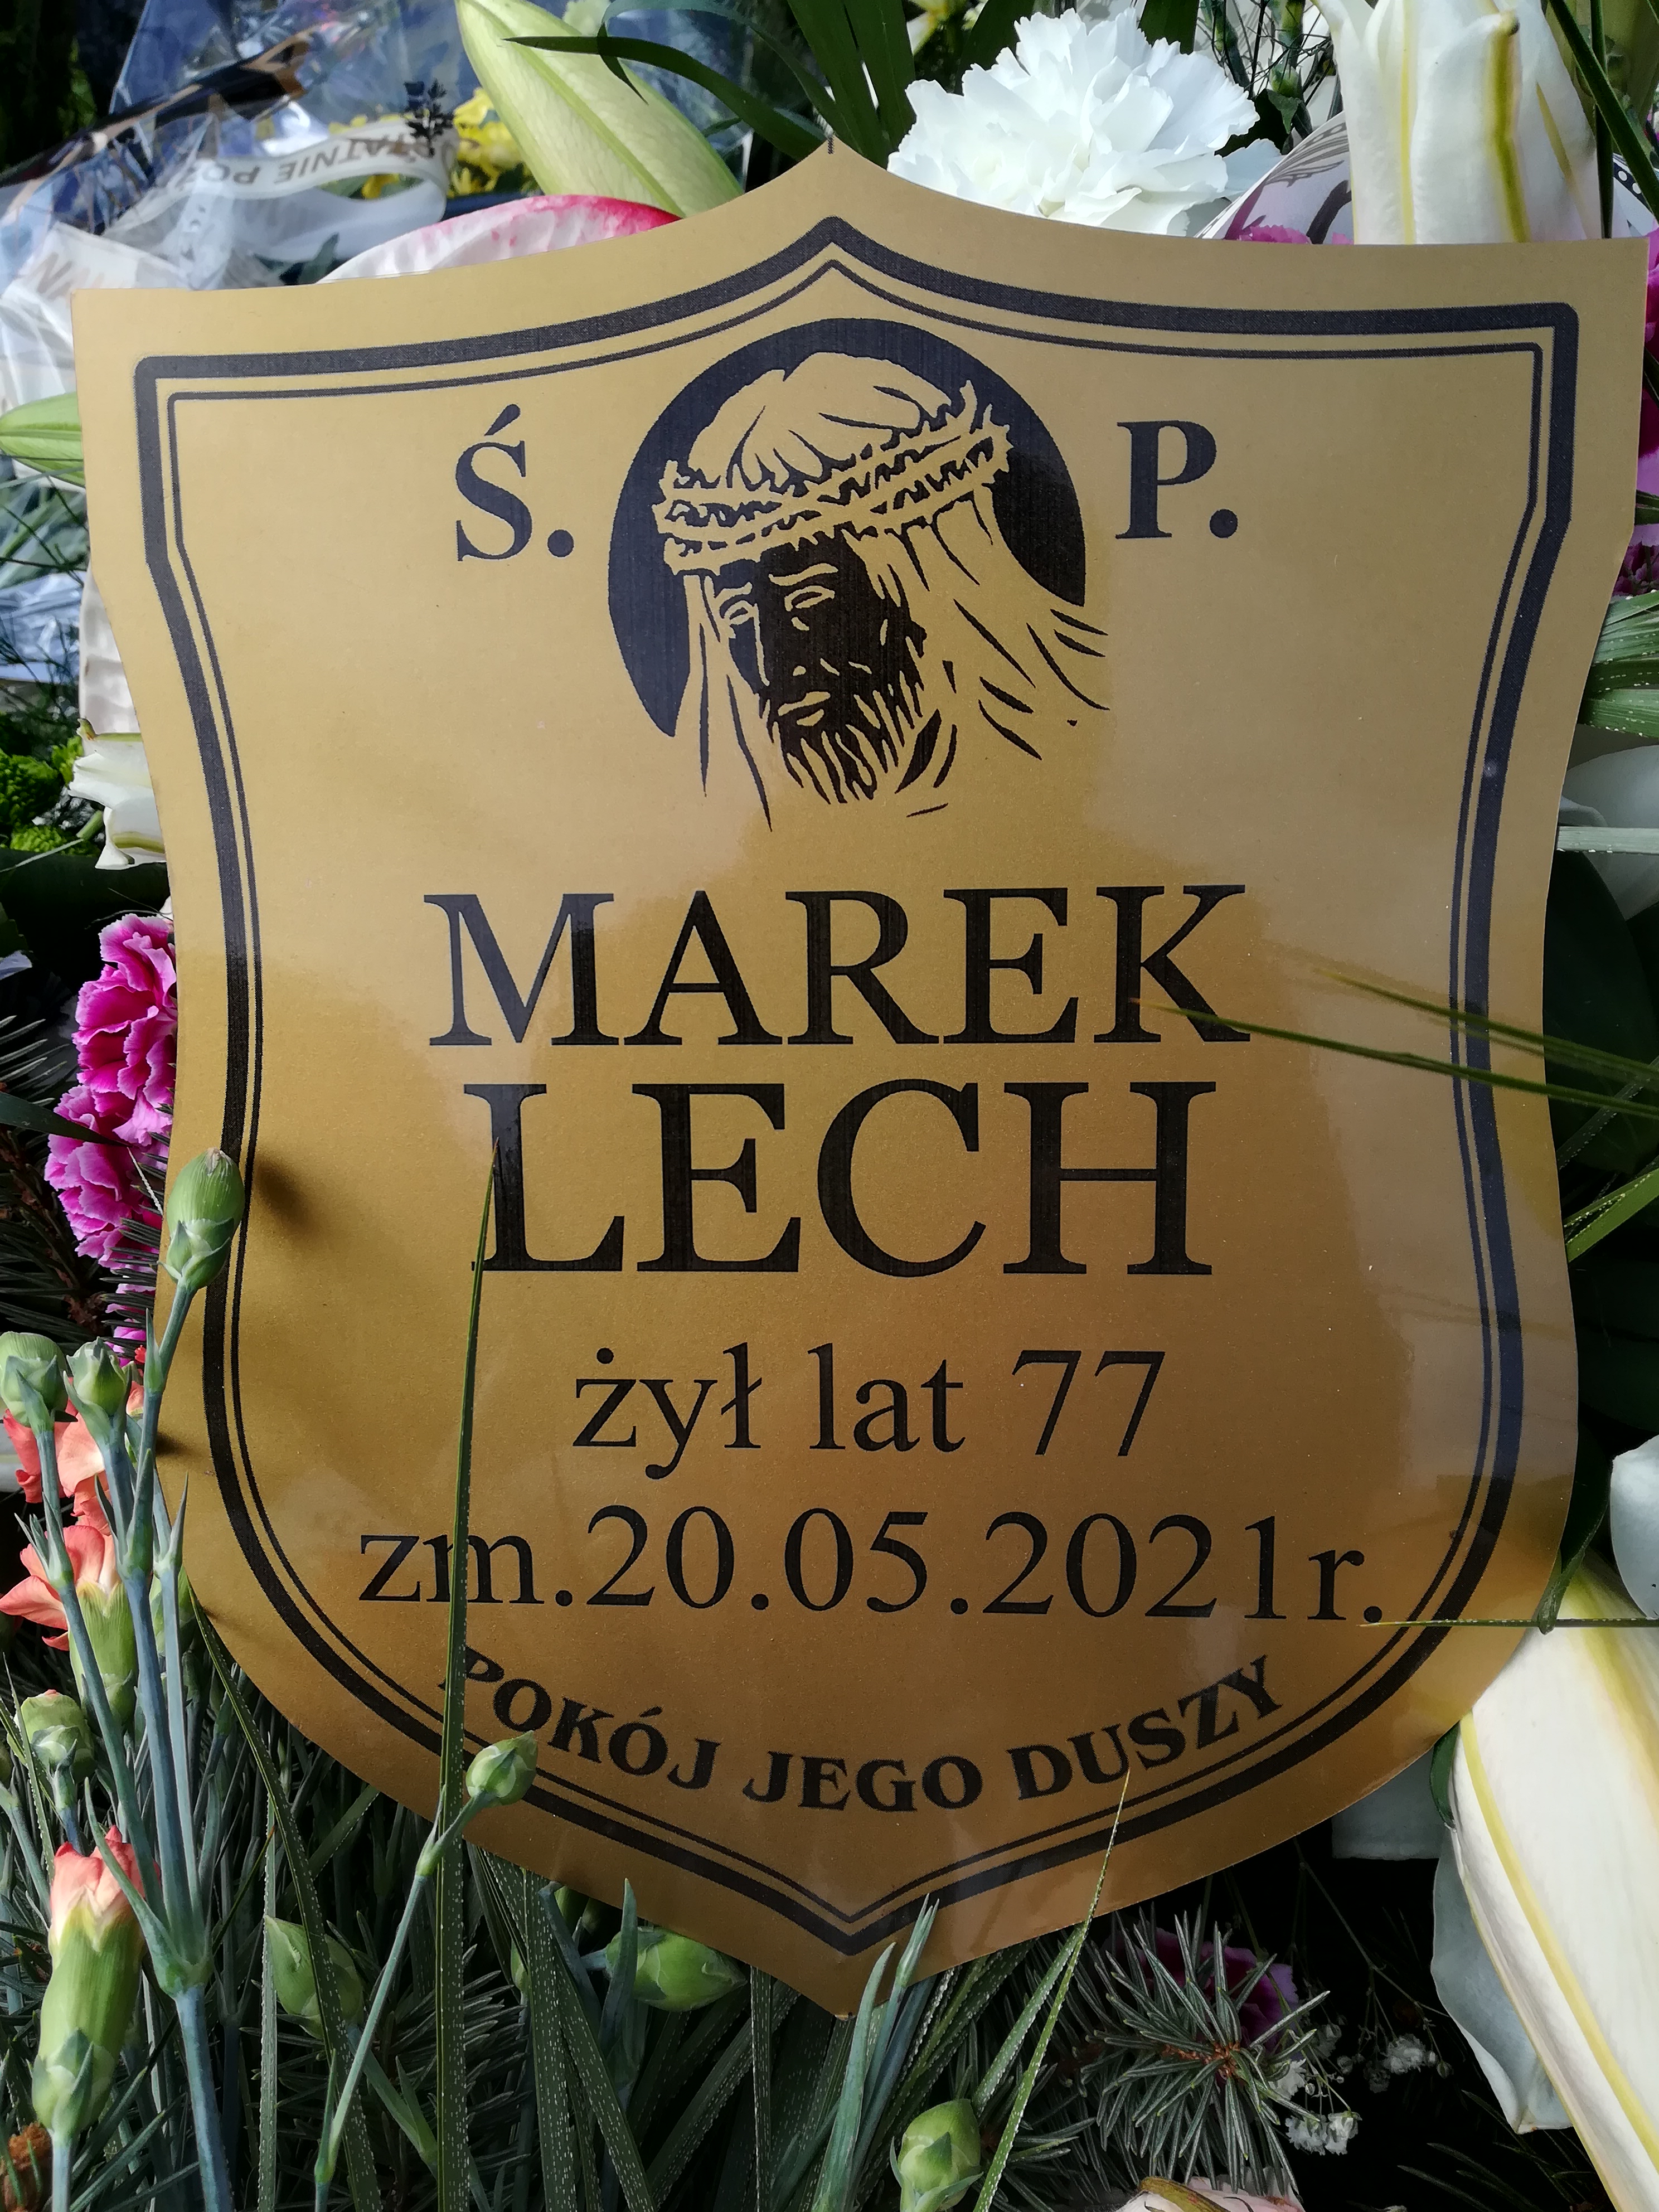 Ś. P.
MAREK
LECH
żył lat 77
zm.20.05.2021r.
POKÓJ JEGO DUSZY